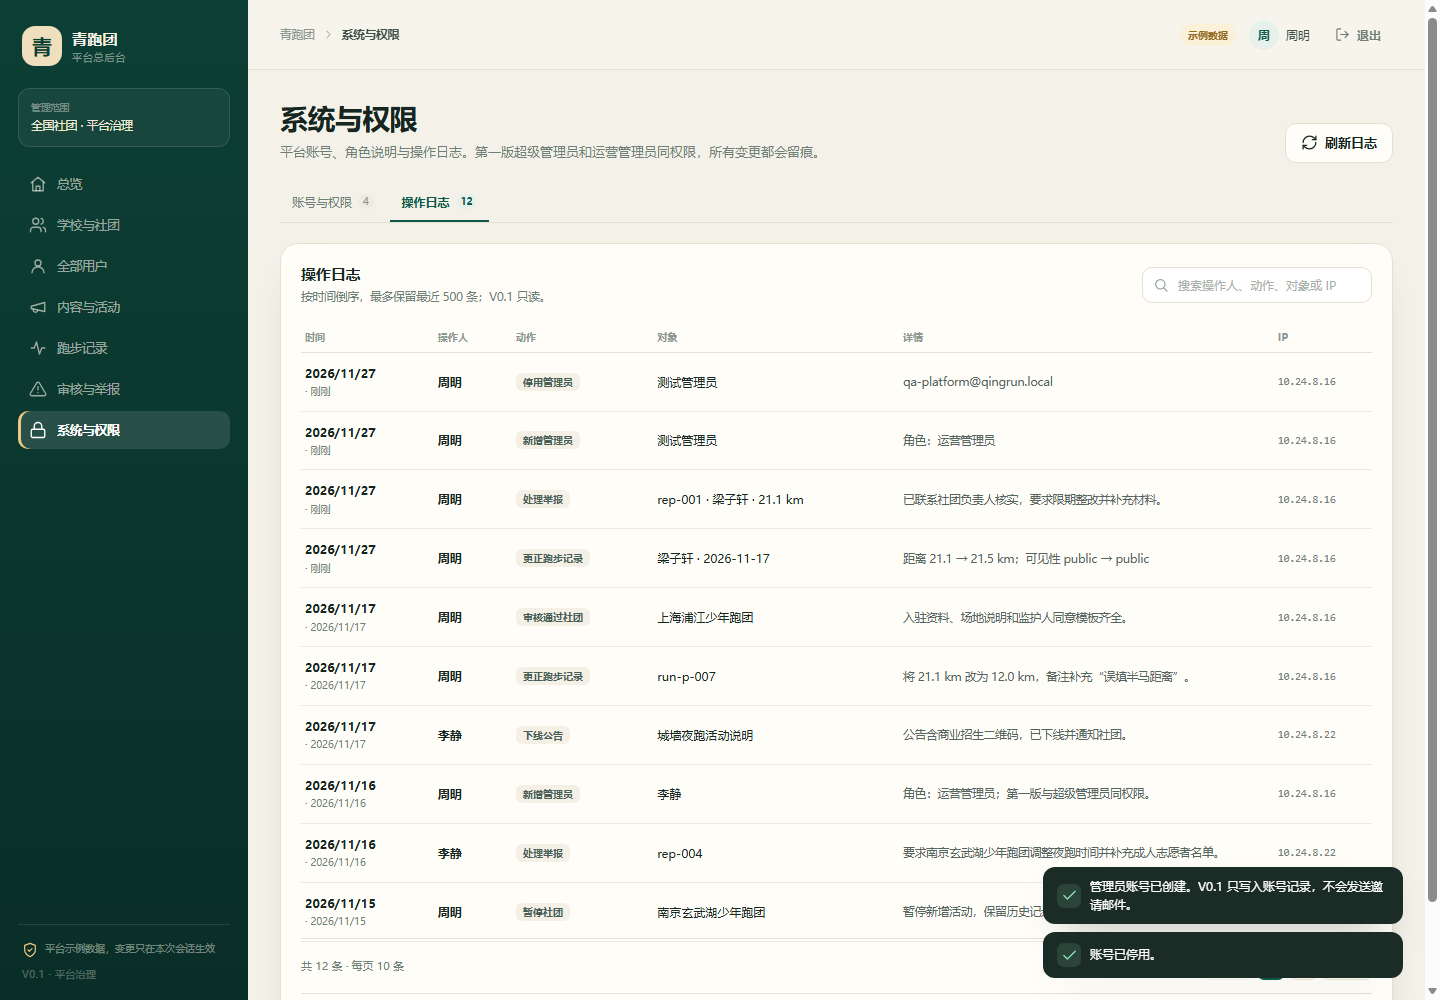 青
青跑团
平台总后台
管理范围
全国社团 · 平台治理
总览
学校与社团
全部用户
内容与活动
跑步记录
审核与举报
系统与权限
平台示例数据，变更只在本次会话生效
V0.1 · 平台治理
青跑团 > 系统与权限
示例数据
周 周明
退出
系统与权限
平台账号、角色说明与操作日志。第一版超级管理员和运营管理员同权限，所有变更都会留痕。
刷新日志
账号与权限 4
操作日志 12
操作日志
按时间倒序，最多保留最近 500 条；V0.1 只读。
搜索操作人、动作、对象或 IP
时间 操作人 动作 对象 详情 IP
2026/11/27 周明 停用管理员 测试管理员 qa-platform@qingrun.local 10.24.8.16
· 刚刚
2026/11/27 周明 新增管理员 测试管理员 角色：运营管理员 10.24.8.16
· 刚刚
2026/11/27 周明 处理举报 rep-001 · 梁子轩 · 21.1 km 已联系社团负责人核实，要求限期整改并补充材料。 10.24.8.16
· 刚刚
2026/11/27 周明 更正跑步记录 梁子轩 · 2026-11-17 距离 21.1 → 21.5 km；可见性 public → public 10.24.8.16
· 刚刚
2026/11/17 周明 审核通过社团 上海浦江少年跑团 入驻资料、场地说明和监护人同意模板齐全。 10.24.8.16
· 2026/11/17
2026/11/17 周明 更正跑步记录 run-p-007 将 21.1 km 改为 12.0 km，备注补充“误填半马距离”。 10.24.8.16
· 2026/11/17
2026/11/17 李静 下线公告 城墙夜跑活动说明 公告含商业招生二维码，已下线并通知社团。 10.24.8.22
· 2026/11/17
2026/11/16 周明 新增管理员 李静 角色：运营管理员；第一版与超级管理员同权限。 10.24.8.16
· 2026/11/16
2026/11/16 李静 处理举报 rep-004 要求南京玄武湖少年跑团调整夜跑时间并补充成人志愿者名单。 10.24.8.22
· 2026/11/16
2026/11/15 周明 暂停社团 南京玄武湖少年跑团 暂停新增活动，保留历史记
· 2026/11/15
共 12 条 · 每页 10 条
管理员账号已创建。V0.1 只写入账号记录，不会发送邀
请邮件。
账号已停用。